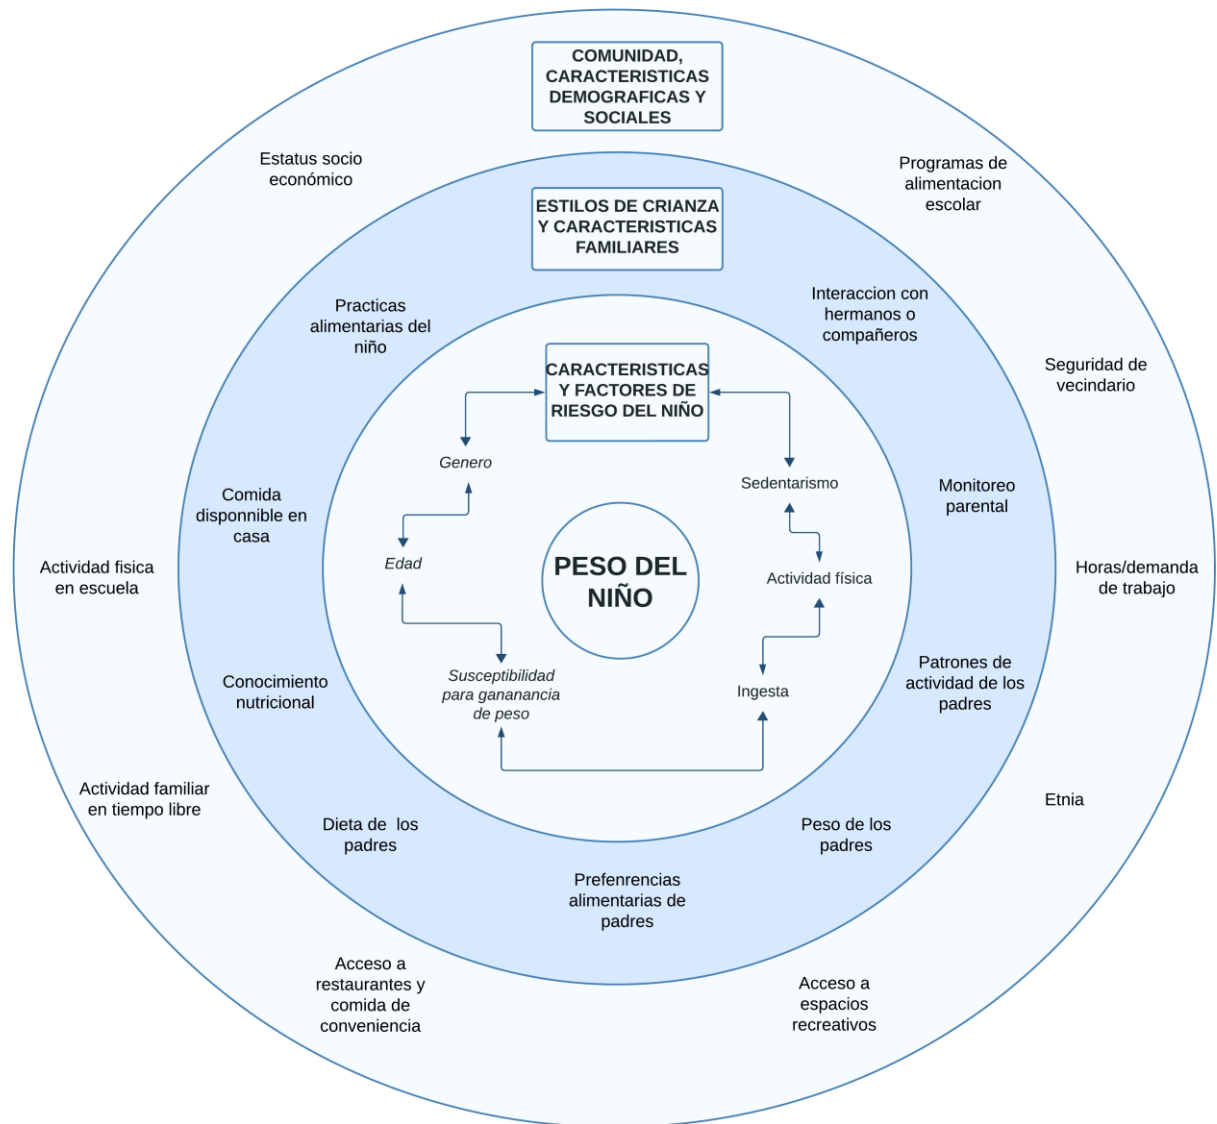 COMUNIDAD,
CARACTERISTICAS
DEMOGRAFICAS Y
SOCIALES
Estatus socio
económico
Programas de
alimentacion
escolar
ESTILOS DE CRIANZA
Y CARACTERISTICAS
FAMILIARES
Practicas
alimentarias del
niño
Interaccion con
hermanos o
compañeros
Seguridad de
vecindario
CARACTERISTICAS
Y FACTORES DE
RIESGO DEL NIÑO
Genero
Sedentarismo
Comida
disponnible en
casa
Monitoreo
parental
Actividad fisica
en escuela
Edad
PESO DEL
NIÑO
Actividad física
Horas/demanda
de trabajo
Conocimiento
nutricional
Susceptibilidad
para gananancia
de peso
Ingesta
Patrones de
actividad de los
padres
Actividad familiar
en tiempo libre
Etnia
Dieta de  los
padres
Peso de los
padres
Prefenrencias
alimentarias de
padres
Acceso a
restaurantes y
comida de
conveniencia
Acceso a
espacios
recreativos